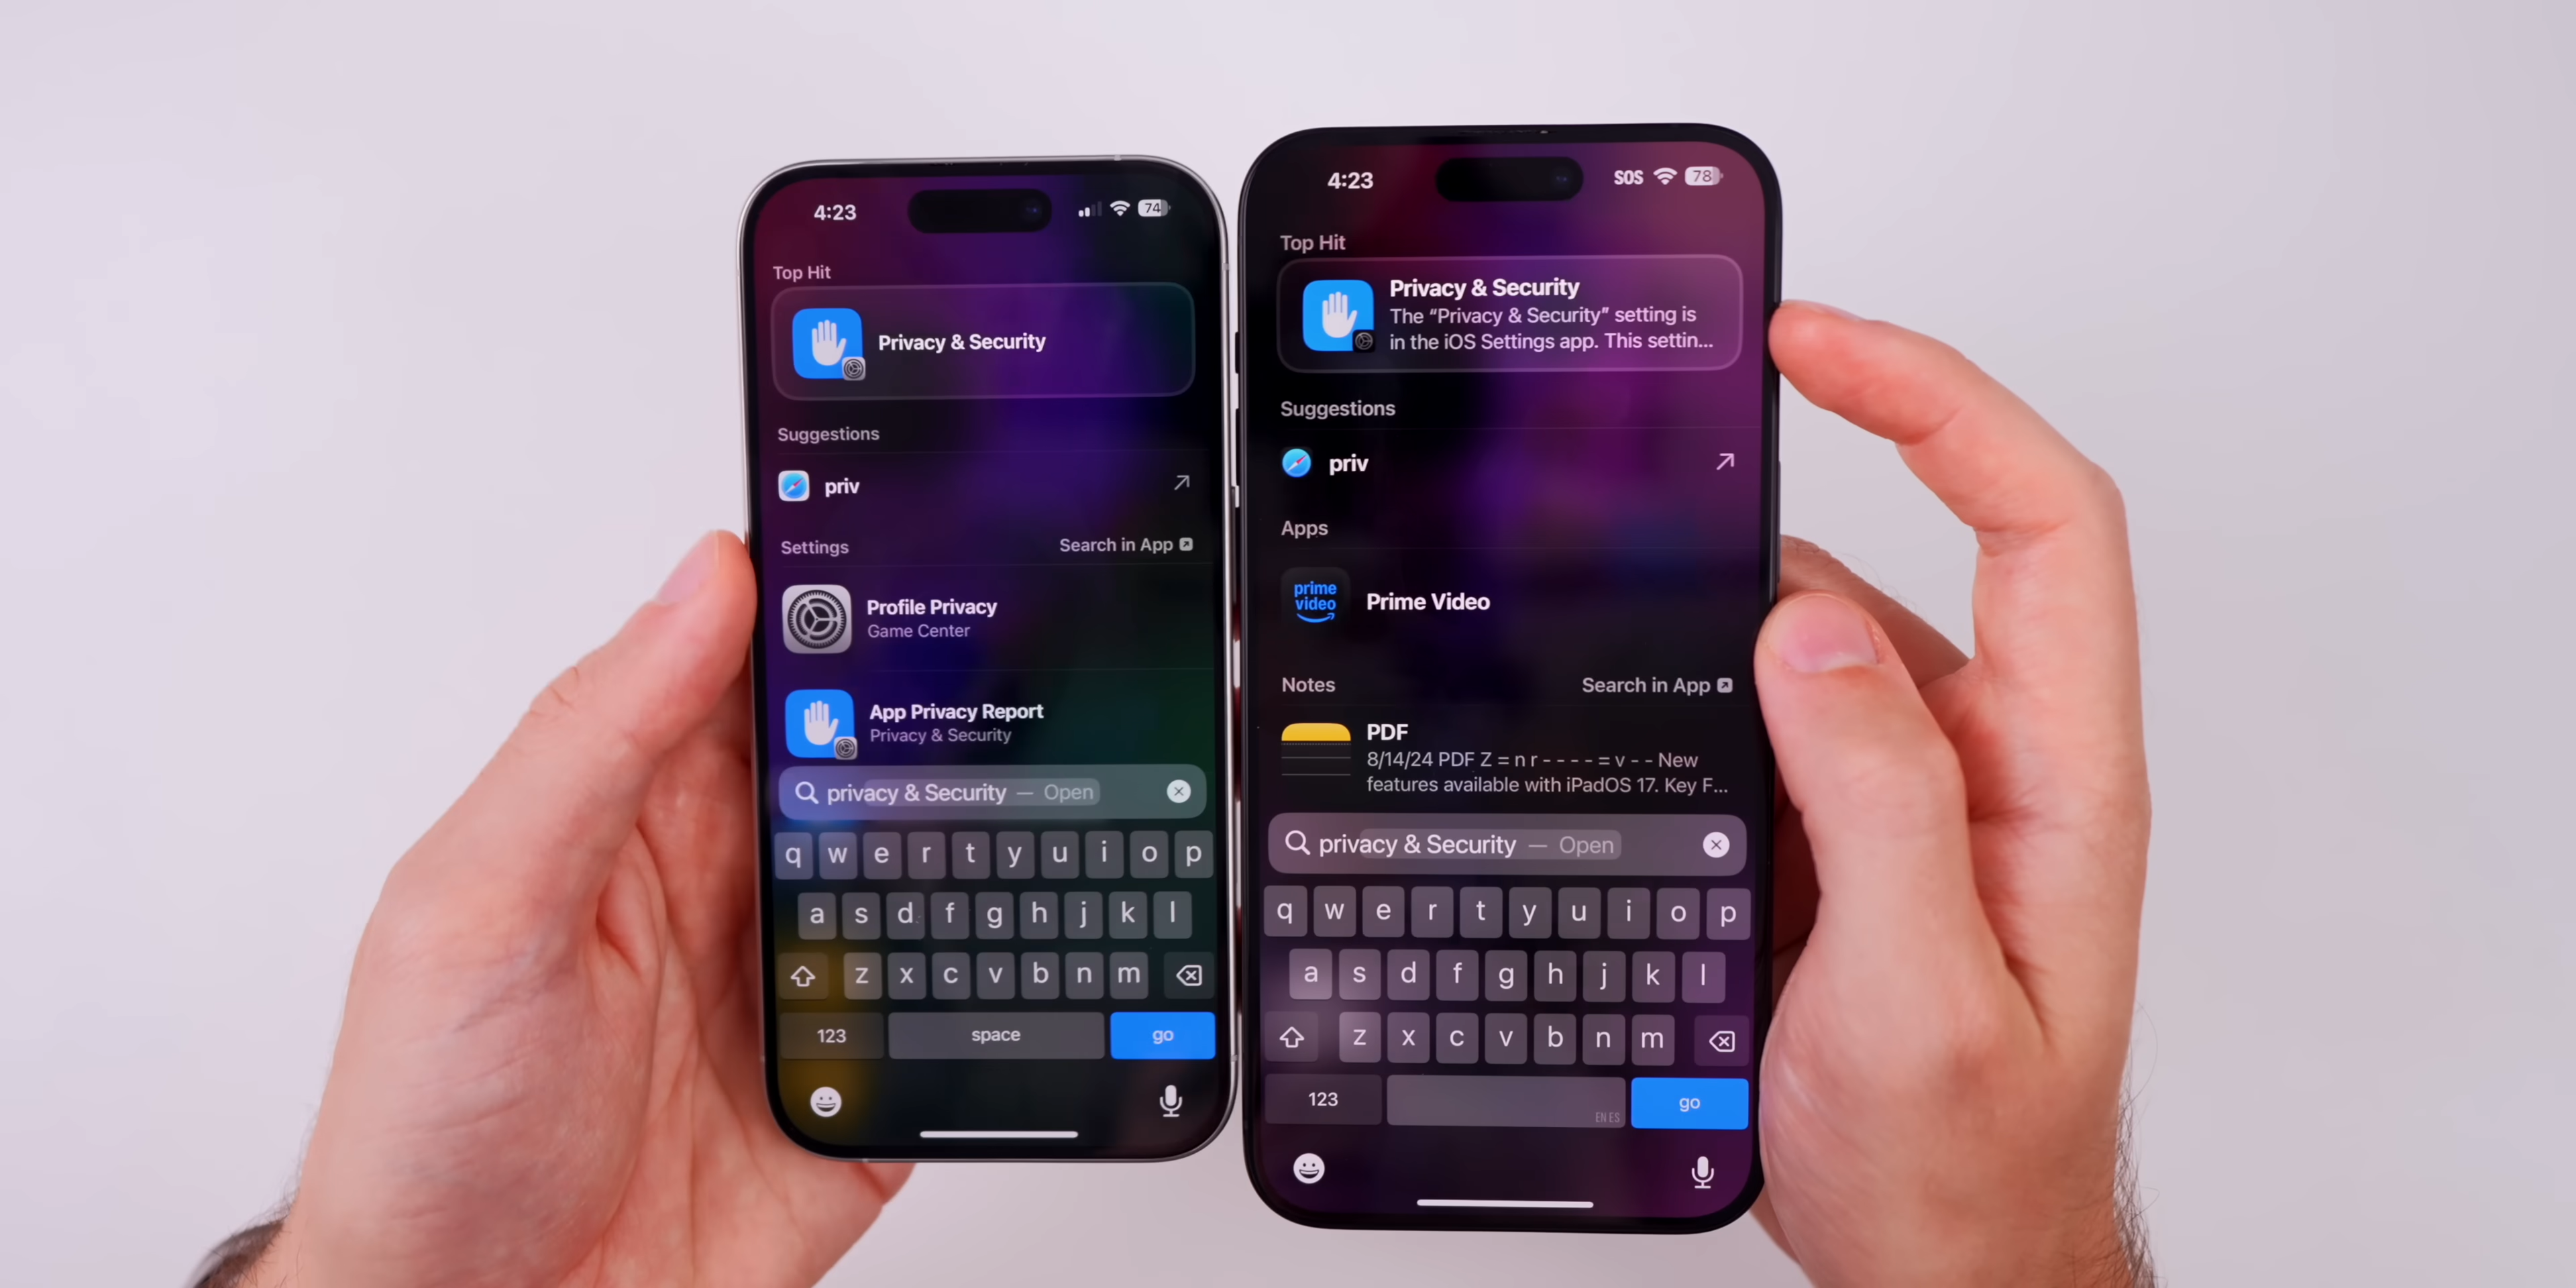 4:23
74
Top Hit
Privacy & Security
Suggestions
priv
Settings
Search in App
Profile Privacy
Game Center
App Privacy Report
Privacy & Security
privacy & Security — Open
q w e r t y u i o p
a s d f g h j k l
z x c v b n m
123 space go
4:23
SOS 78
Top Hit
Privacy & Security
The “Privacy & Security” setting is
in the iOS Settings app. This settin...
Suggestions
priv
Apps
prime
video
Prime Video
Notes
Search in App
PDF
8/14/24 PDF Z = n r - - - - = v - - New
features available with iPadOS 17. Key F...
privacy & Security — Open
q w e r t y u i o p
a s d f g h j k l
z x c v b n m
123 EN ES go